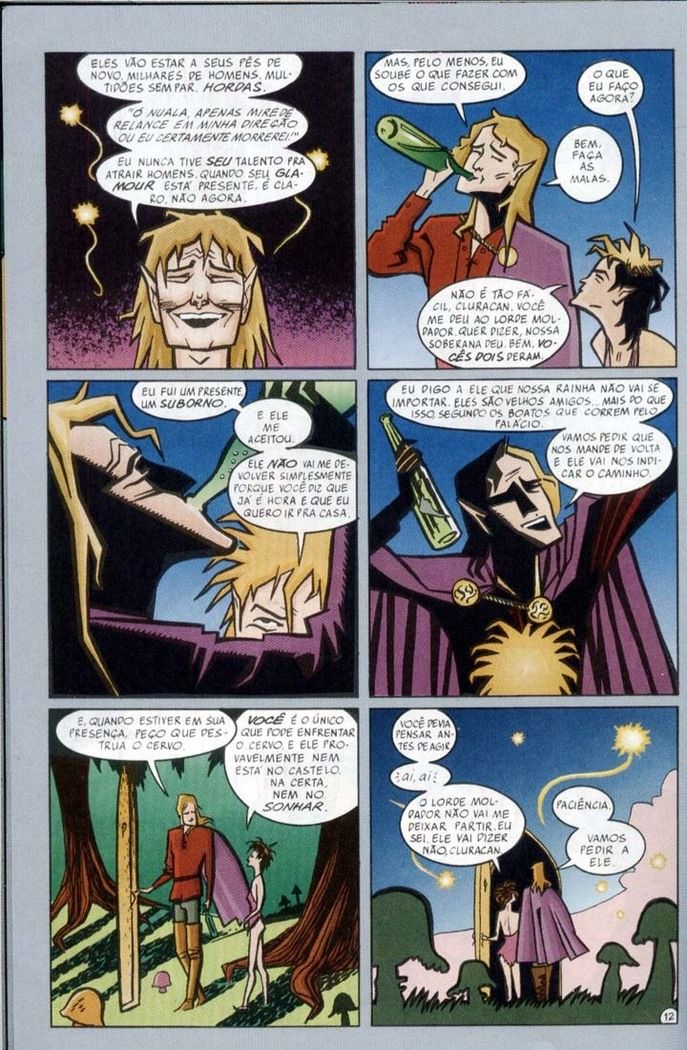 ELES VÃO ESTAR A SEUS PÉS DE
NOVO. MILHARES DE HOMENS. MUL-
TIDÕES SEM PAR. HORDAS.
"Ó NUALA, APENAS MIRE DE
RELANCE EM MINHA DIREÇÃO
OU EU CERTAMENTE MORREREI!"
EU NUNCA TIVE SEU TALENTO PRA
ATRAIR HOMENS. QUANDO SEU GLA-
MOUR ESTÁ PRESENTE, É CLA-
RO. NÃO AGORA.
MAS, PELO MENOS, EU
SOUBE O QUE FAZER COM
OS QUE CONSEGUI.
O QUE
EU FAÇO
AGORA?
BEM,
FAÇA
AS
MALAS.
NÃO É TÃO FÁ-
CIL, CLURACAN. VOCÊ
ME DEU AO LORDE MOL-
DADOR. QUER DIZER, NOSSA
SOBERANA DEU. BEM, VO-
CÊS DOIS DERAM.
EU FUI UM PRESENTE,
UM SUBORNO.
E ELE
ME
ACEITOU.
ELE NÃO VAI ME DE-
VOLVER SIMPLESMENTE
PORQUE VOCÊ DIZ QUE
JÁ É HORA E QUE EU
QUERO IR PRA CASA.
EU DIGO A ELE QUE NOSSA RAINHA NÃO VAI SE
IMPORTAR. ELES SÃO VELHOS AMIGOS... MAIS DO QUE
ISSO, SEGUNDO OS BOATOS QUE CORREM PELO
PALÁCIO.
VAMOS PEDIR QUE
NOS MANDE DE VOLTA
E ELE VAI NOS INDI-
CAR O CAMINHO.
E, QUANDO ESTIVER EM SUA
PRESENÇA, PEÇO QUE DES-
TRUA O CERVO.
VOCÊ É O ÚNICO
QUE PODE ENFRENTAR
O CERVO. E ELE PRO-
VAVELMENTE NEM
ESTÁ NO CASTELO.
NA CERTA,
NEM NO
SONHAR.
VOCÊ DEVIA
PENSAR AN-
TES DE AGIR.
ai, ai!
O LORDE MOL-
DADOR NÃO VAI ME
DEIXAR PARTIR. EU
SEI. ELE VAI DIZER
NÃO, CLURACAN.
PACIÊNCIA.
VAMOS
PEDIR A
ELE.
12